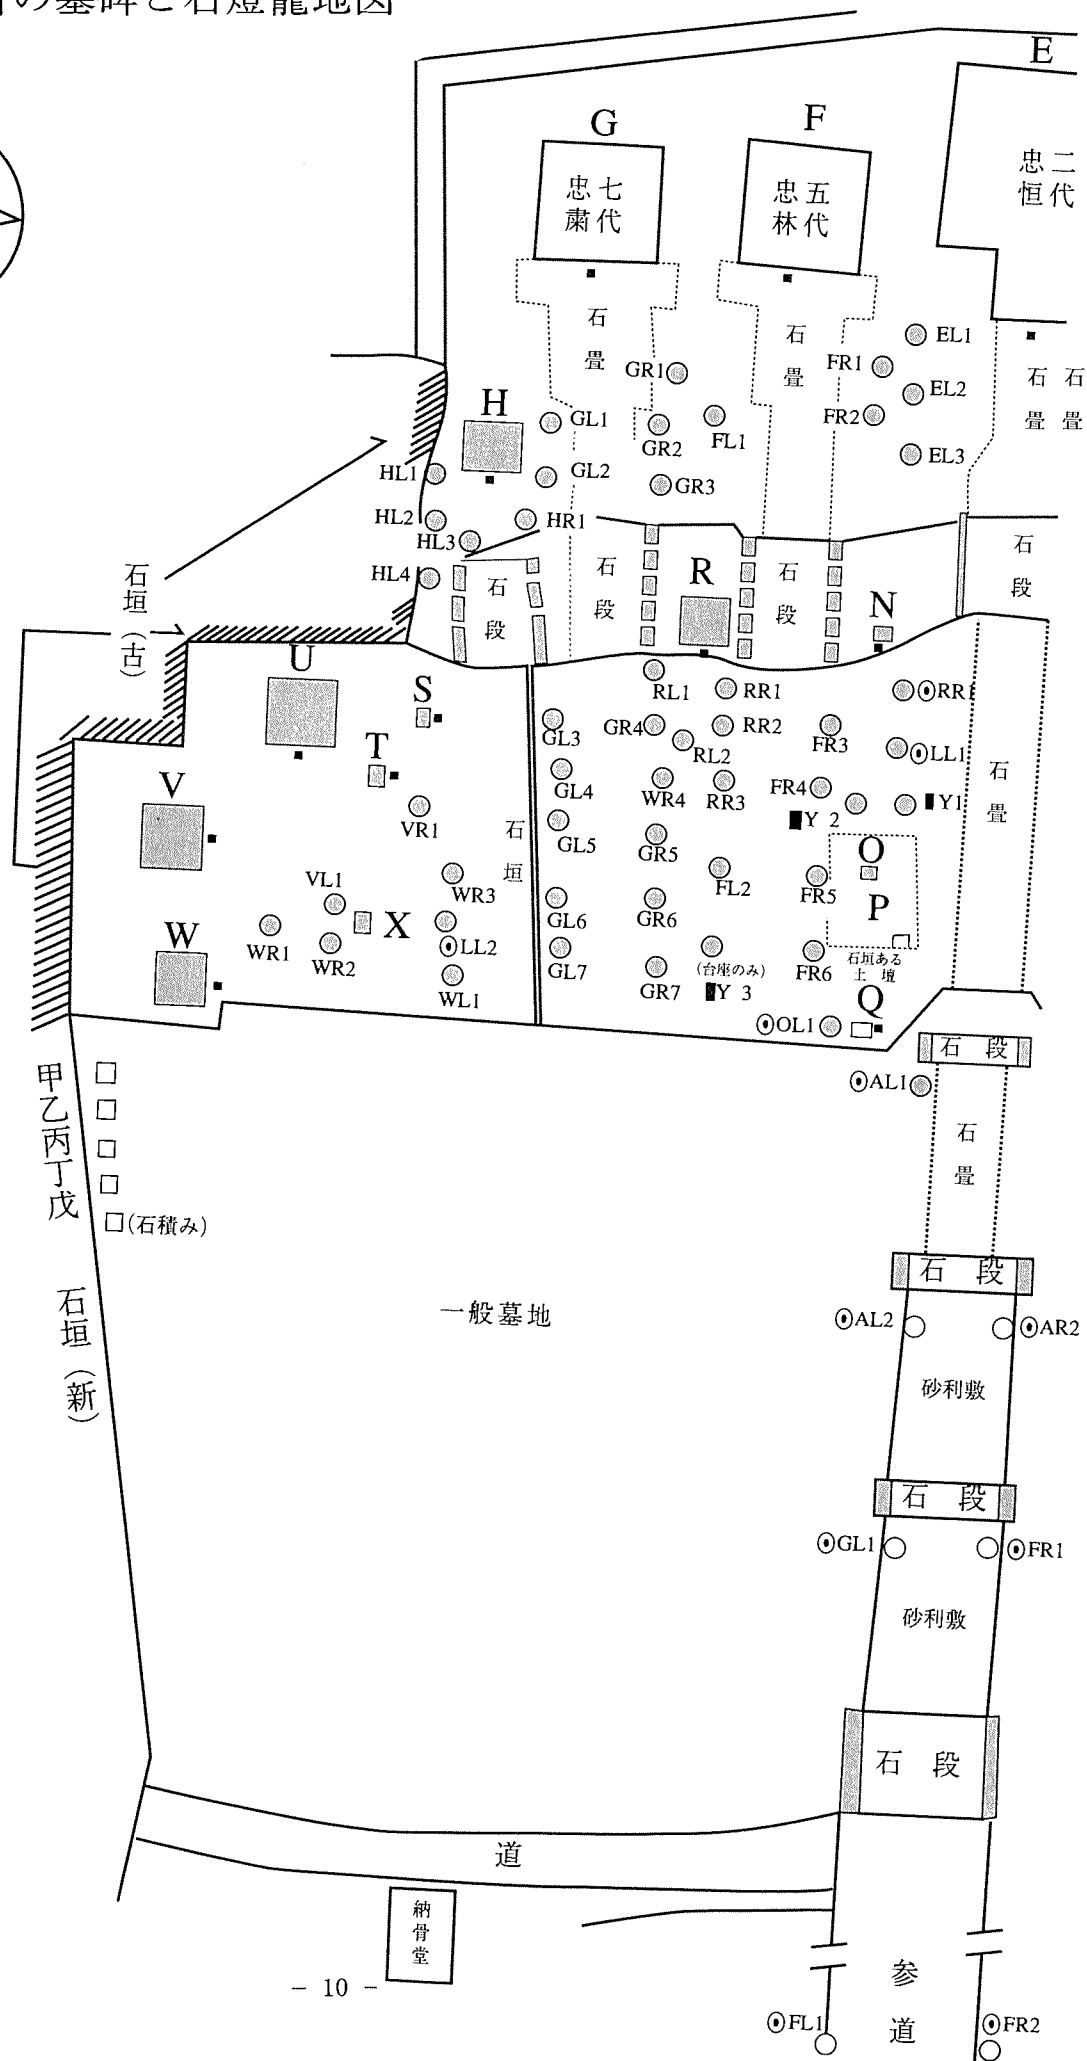 の墓碑と石燈籠地図
E
G
F
二代
忠恒
七代
忠粛
五代
忠林
石畳
石畳
石畳
石畳
EL1
FR1
GR1
EL2
H
GL1
FR2
GR2
FL1
EL3
HL1
GL2
GR3
HL2
HR1
HL3
石段
石段
R
石段
石段
HL4
N
石垣(古)
U
S
RL1
RR1
RR1
GL3
GR4
RR2
FR3
T
RL2
LL1
V
GL4
WR4
RR3
FR4
石畳
Y1
VR1
Y 2
石垣
GL5
GR5
O
VL1
WR3
FL2
FR5
P
X
GL6
GR6
W
WR1
WR2
LL2
GL7
(台座のみ)
FR6
石垣ある
土壇
WL1
GR7
Y 3
Q
OL1
石段
甲乙丙丁戊
AL1
石畳
(石積み)
石段
石垣(新)
一般墓地
AL2
AR2
砂利敷
石段
GL1
FR1
砂利敷
石段
道
納骨堂
参道
- 10 -
FL1
FR2